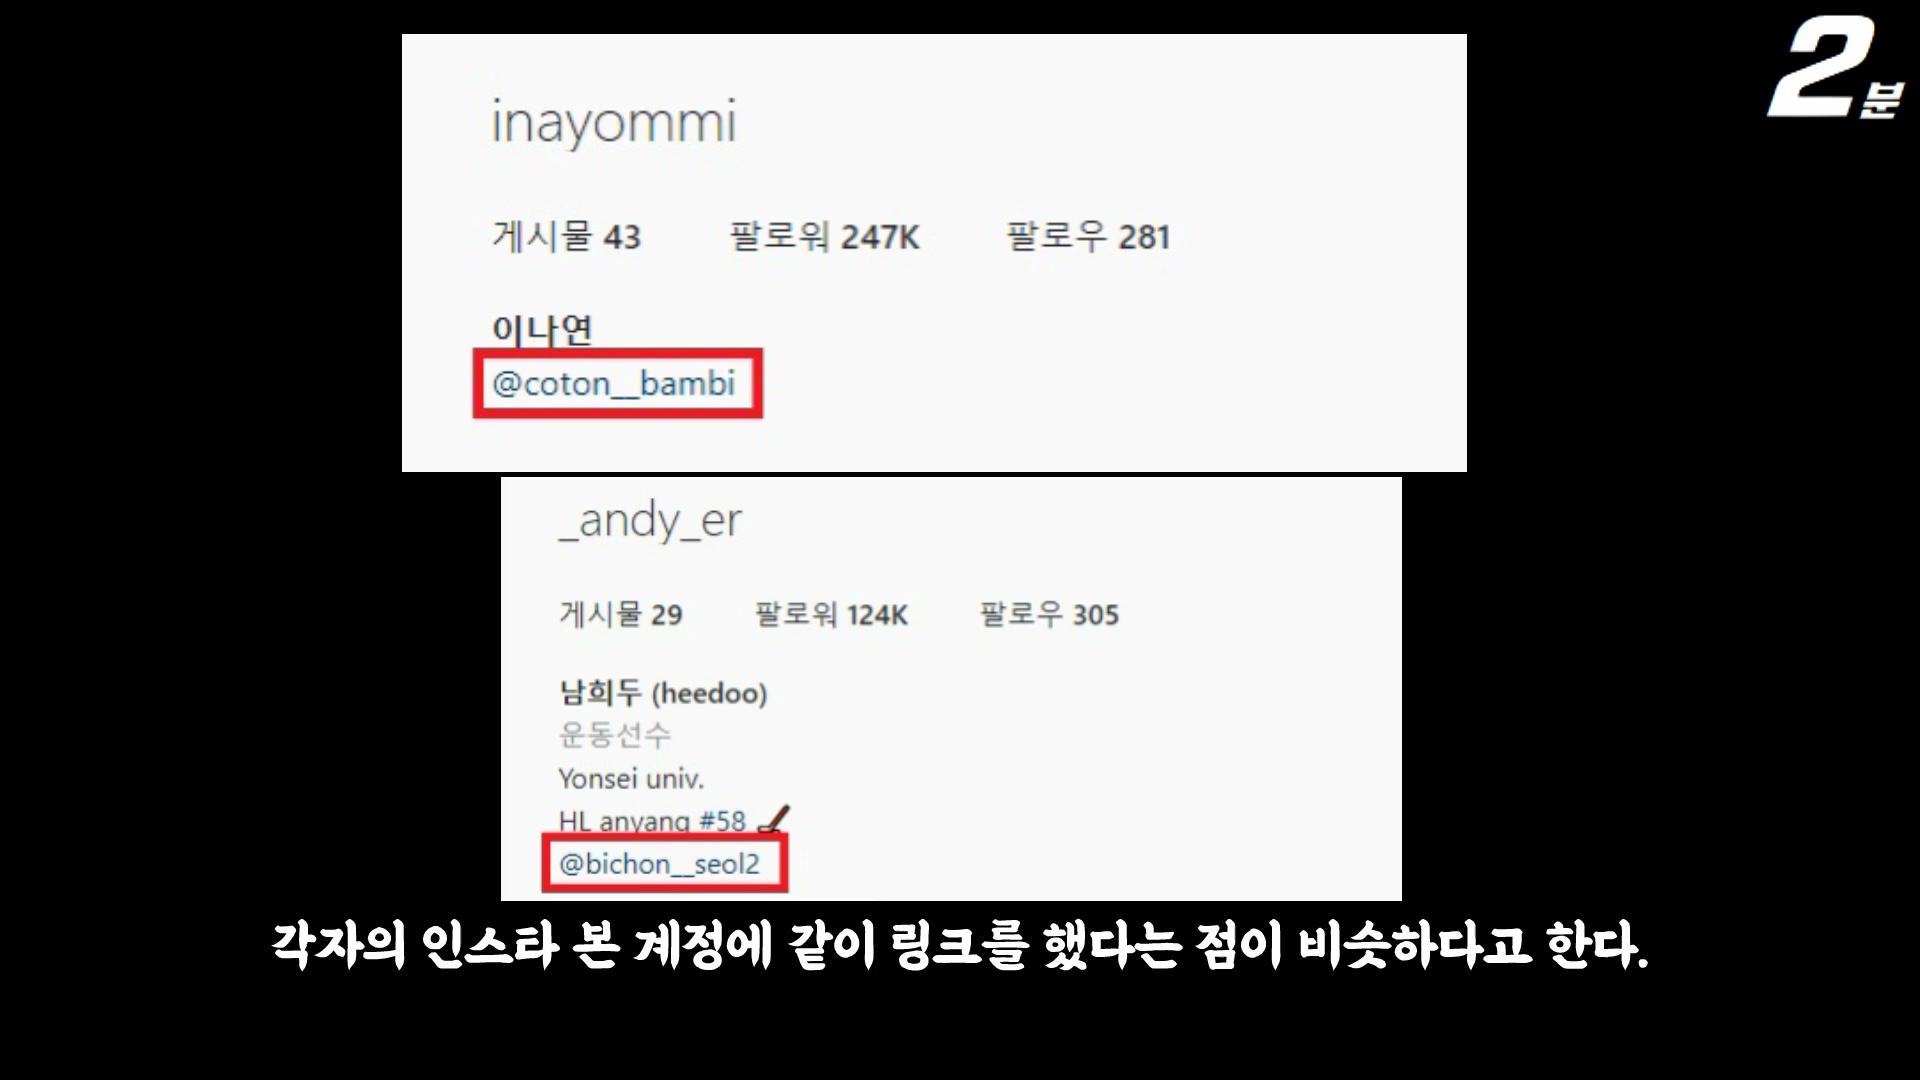 2분
inayommi
게시물 43 팔로워 247K 팔로우 281
이나연
@coton__bambi
_andy_er
게시물 29 팔로워 124K 팔로우 305
남희두 (heedoo)
운동선수
Yonsei univ.
HL anyang #58
@bichon__seol2
각자의 인스타 본 계정에 같이 링크를 했다는 점이 비슷하다고 한다.